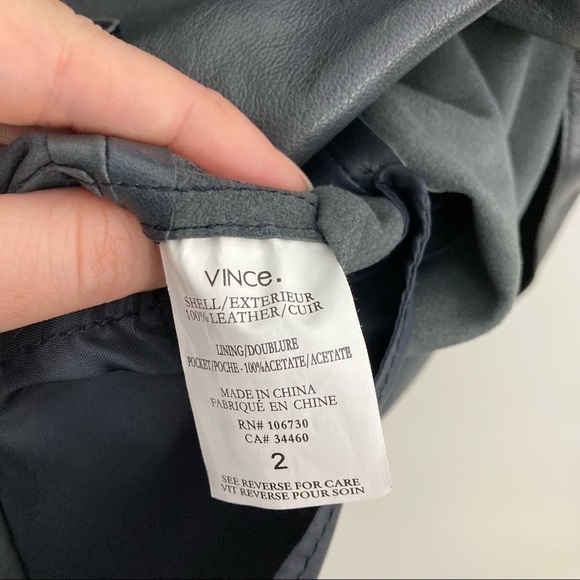 VINCE.
SHELL/EXTERIEUR
100% LEATHER/CUIR
LINING/DOUBLURE
POCKET/POCHE - 100%ACETATE/ACETATE
MADE IN CHINA
FABRIQUÉ EN CHINE
RN# 106730
CA# 34460
2
SEE REVERSE FOR CARE
VIT REVERSE POUR SOIN